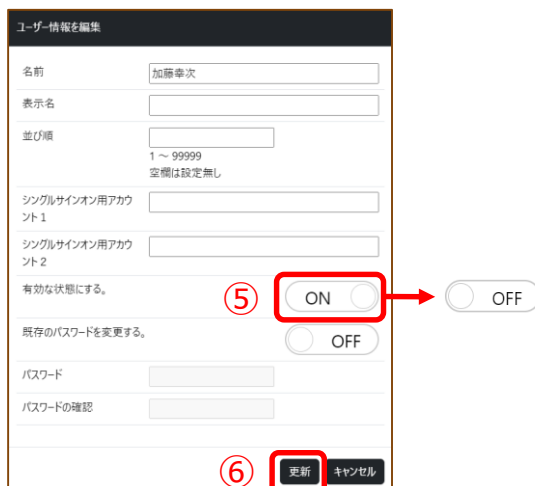 ユーザー情報を編集
名前
加藤幸次
表示名
並び順
1 ～ 99999
空欄は設定無し
シングルサインオン用アカウ
ント1
シングルサインオン用アカウ
ント2
有効な状態にする。
⑤
ON
OFF
既存のパスワードを変更する。
OFF
パスワード
パスワードの確認
⑥
更新
キャンセル